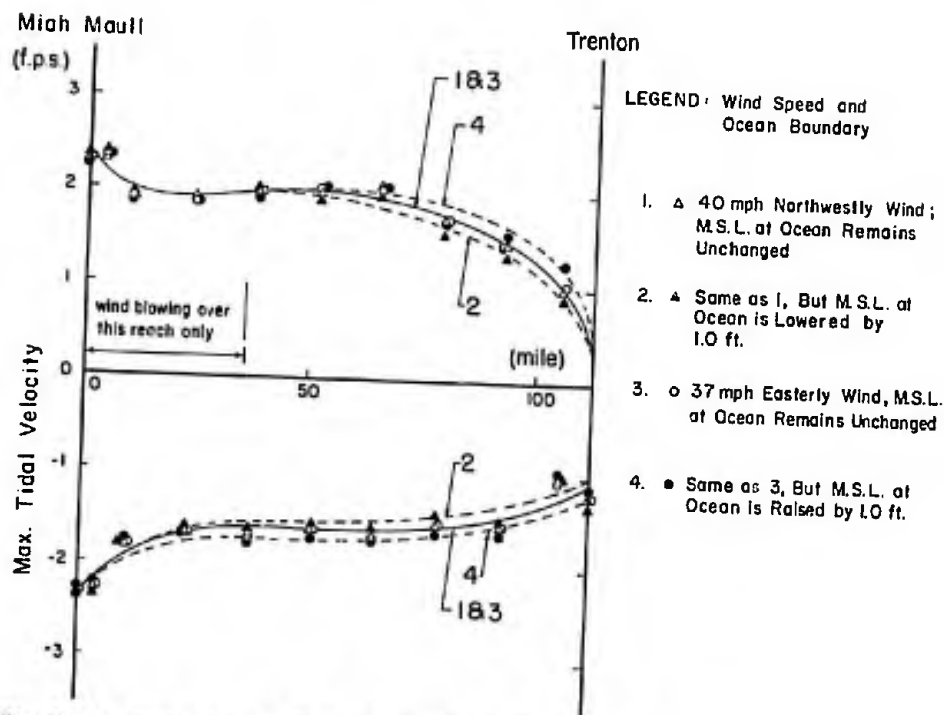 Miah Maull
(f.p.s.)
Trenton
3
2
1
0
-1
-2
-3
Max. Tidal Velocity
1&3
4
2
wind blowing over
this reach only
(mile)
0
50
100
2
4
1&3
LEGEND: Wind Speed and
Ocean Boundary
1. △ 40 mph Northwestly Wind;
M.S.L. at Ocean Remains
Unchanged
2. ▲ Same as 1, But M.S.L. at
Ocean is Lowered by
1.0 ft.
3. ○ 37 mph Easterly Wind, M.S.L.
at Ocean Remains Unchanged
4. ● Same as 3, But M.S.L. at
Ocean is Raised by 1.0 ft.